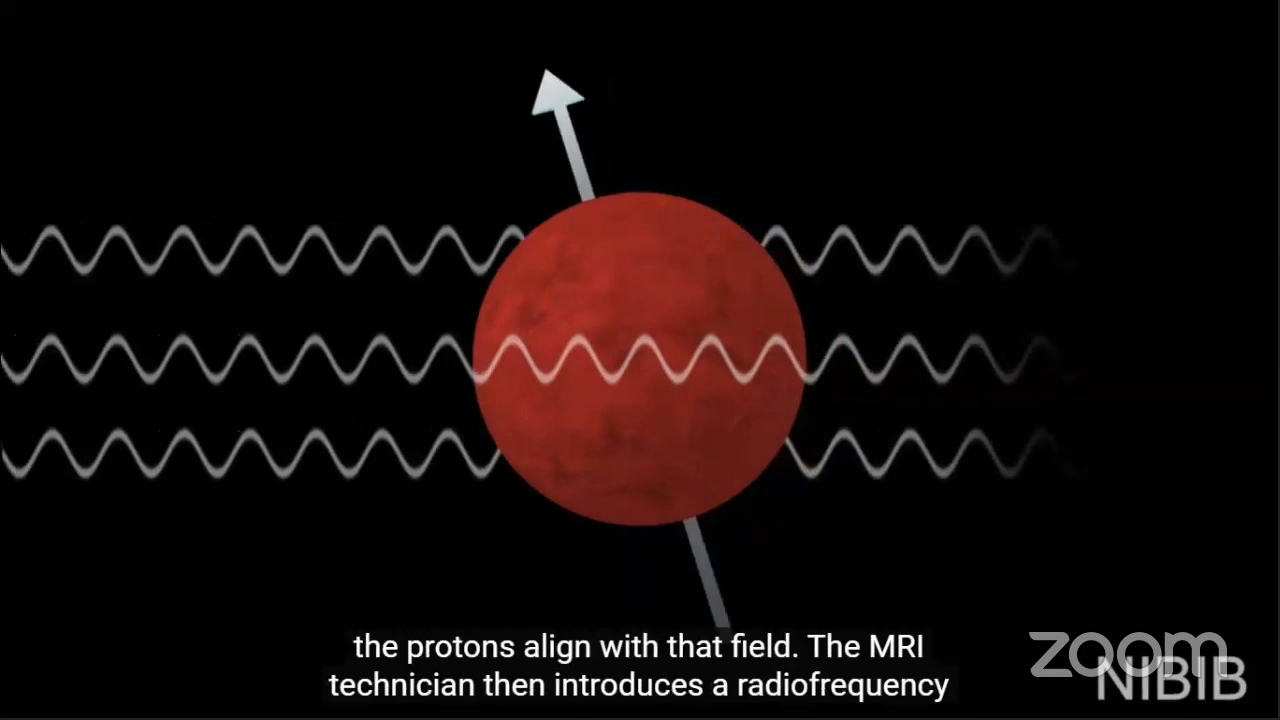 the protons align with that field. The MRI
technician then introduces a radiofrequency
zoom
NIBIB